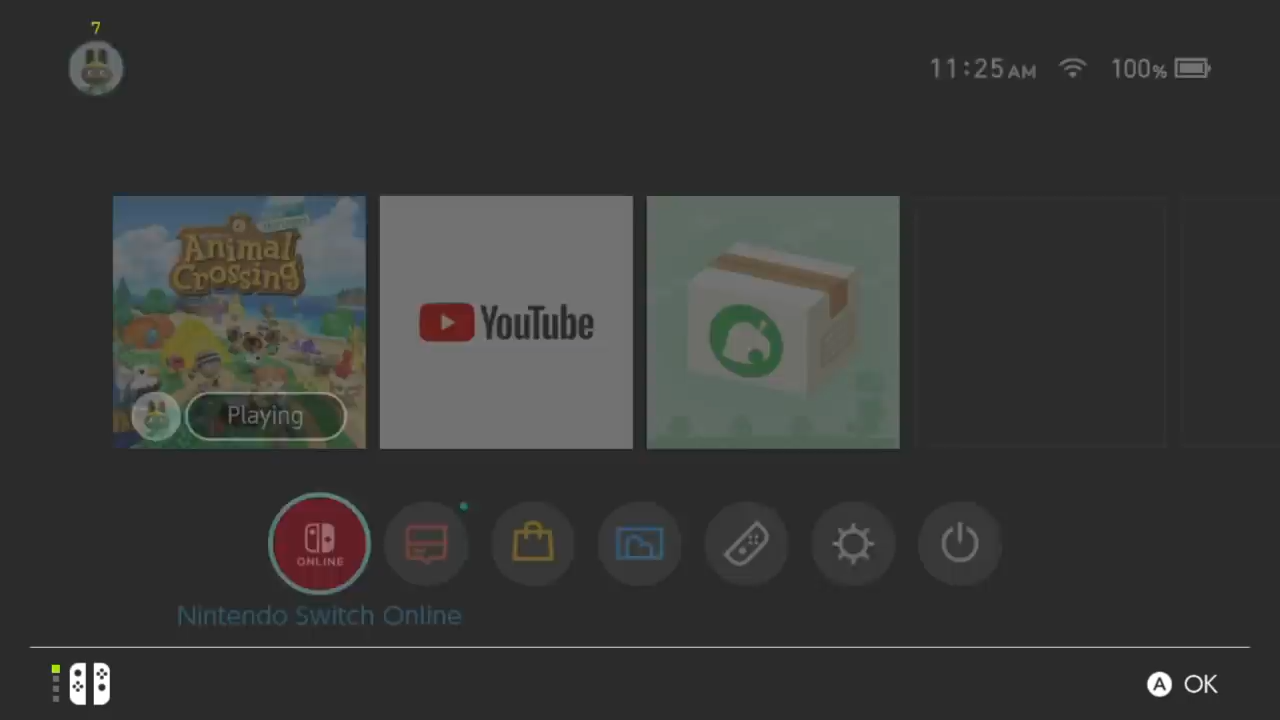 7
11:25 AM 100%
Animal
Crossing
YouTube
Playing
ONLINE
Nintendo Switch Online
A OK